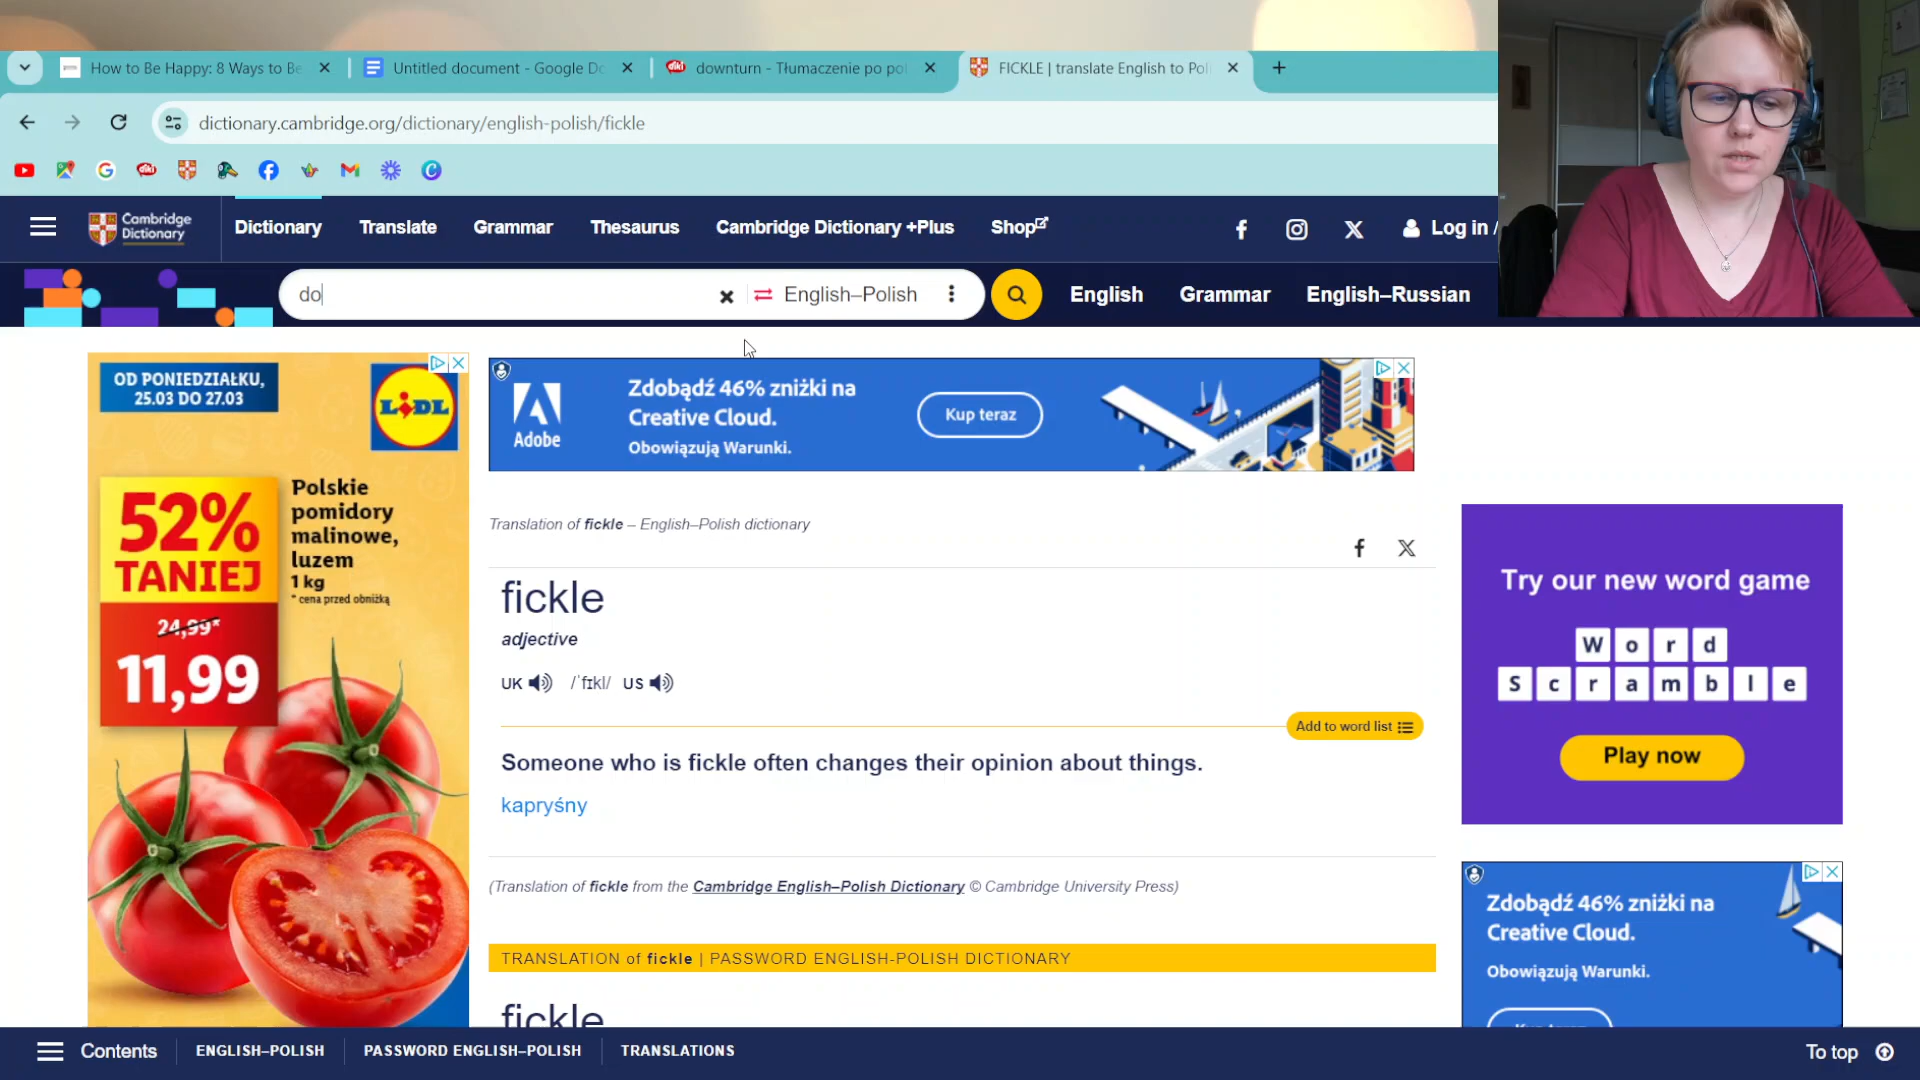 How to Be Happy: 8 Ways to Be
Untitled document - Google Do
diki
downturn - Tłumaczenie po pol
FICKLE | translate English to Poli
dictionary.cambridge.org/dictionary/english-polish/fickle
Cambridge
Dictionary
Dictionary
Translate
Grammar
Thesaurus
Cambridge Dictionary +Plus
Shop
Log in /
do
English–Polish
English
Grammar
English–Russian
OD PONIEDZIAŁKU,
25.03 DO 27.03
LIDL
52%
TANIEJ
24,99*
11,99
Polskie
pomidory
malinowe,
luzem
1 kg
* cena przed obniżką
Adobe
Zdobądź 46% zniżki na
Creative Cloud.
Obowiązują Warunki.
Kup teraz
Translation of fickle – English–Polish dictionary
fickle
adjective
UK /ˈfɪkl/ US
Add to word list
Someone who is fickle often changes their opinion about things.
kapryśny
(Translation of fickle from the Cambridge English–Polish Dictionary © Cambridge University Press)
TRANSLATION of fickle | PASSWORD ENGLISH-POLISH DICTIONARY
fickle
Try our new word game
Word
Scramble
Play now
Zdobądź 46% zniżki na
Creative Cloud.
Obowiązują Warunki.
Contents
ENGLISH–POLISH
PASSWORD ENGLISH–POLISH
TRANSLATIONS
To top